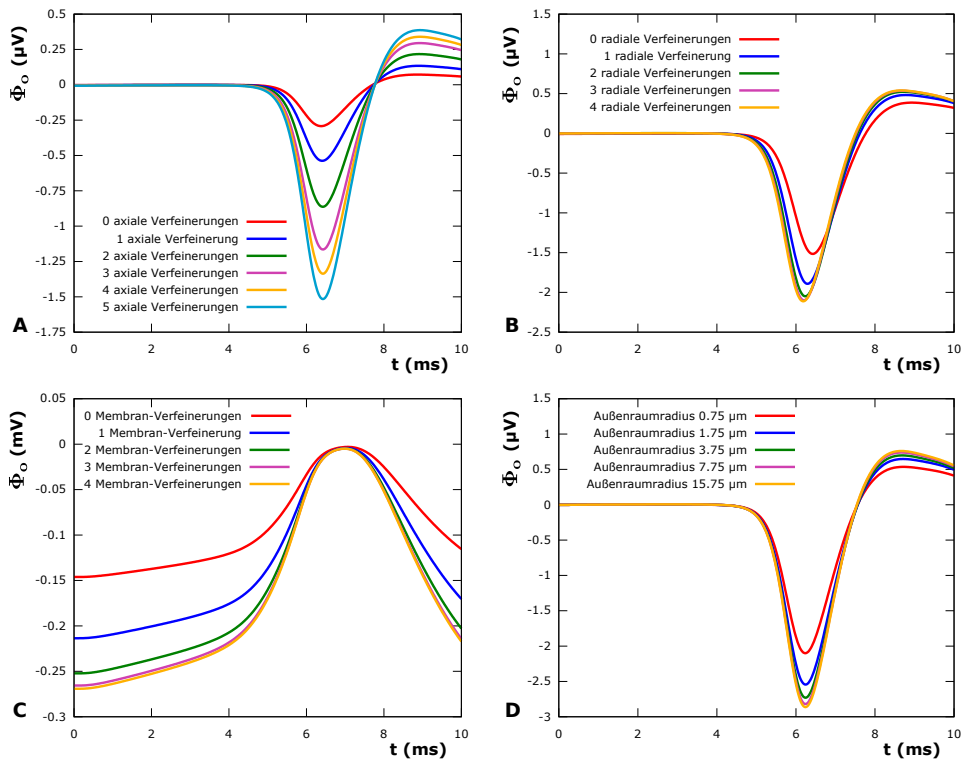 Φo (μV)
0.5
0.25
0
-0.25
-0.5
-0.75
-1
-1.25
-1.5
-1.75
0 axiale Verfeinerungen
1 axiale Verfeinerung
2 axiale Verfeinerungen
3 axiale Verfeinerungen
4 axiale Verfeinerungen
5 axiale Verfeinerungen
A
0 2 4 6 8 10
t (ms)
Φo (μV)
1.5
1
0.5
0
-0.5
-1
-1.5
-2
-2.5
0 radiale Verfeinerungen
1 radiale Verfeinerung
2 radiale Verfeinerungen
3 radiale Verfeinerungen
4 radiale Verfeinerungen
B
0 2 4 6 8 10
t (ms)
Φo (mV)
0.05
0
-0.05
-0.1
-0.15
-0.2
-0.25
-0.3
0 Membran-Verfeinerungen
1 Membran-Verfeinerung
2 Membran-Verfeinerungen
3 Membran-Verfeinerungen
4 Membran-Verfeinerungen
C
0 2 4 6 8 10
t (ms)
Φo (μV)
1.5
1
0.5
0
-0.5
-1
-1.5
-2
-2.5
-3
Außenraumradius 0.75 μm
Außenraumradius 1.75 μm
Außenraumradius 3.75 μm
Außenraumradius 7.75 μm
Außenraumradius 15.75 μm
D
0 2 4 6 8 10
t (ms)